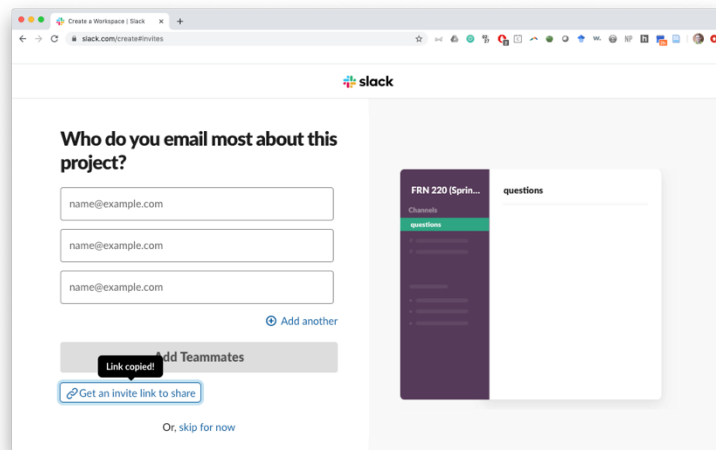 Create a Workspace | Slack
slack.com/create#invites
slack
Who do you email most about this
project?
name@example.com
name@example.com
name@example.com
Add another
Add Teammates
Link copied!
Get an invite link to share
Or, skip for now
FRN 220 (Sprin...
Channels
questions
questions